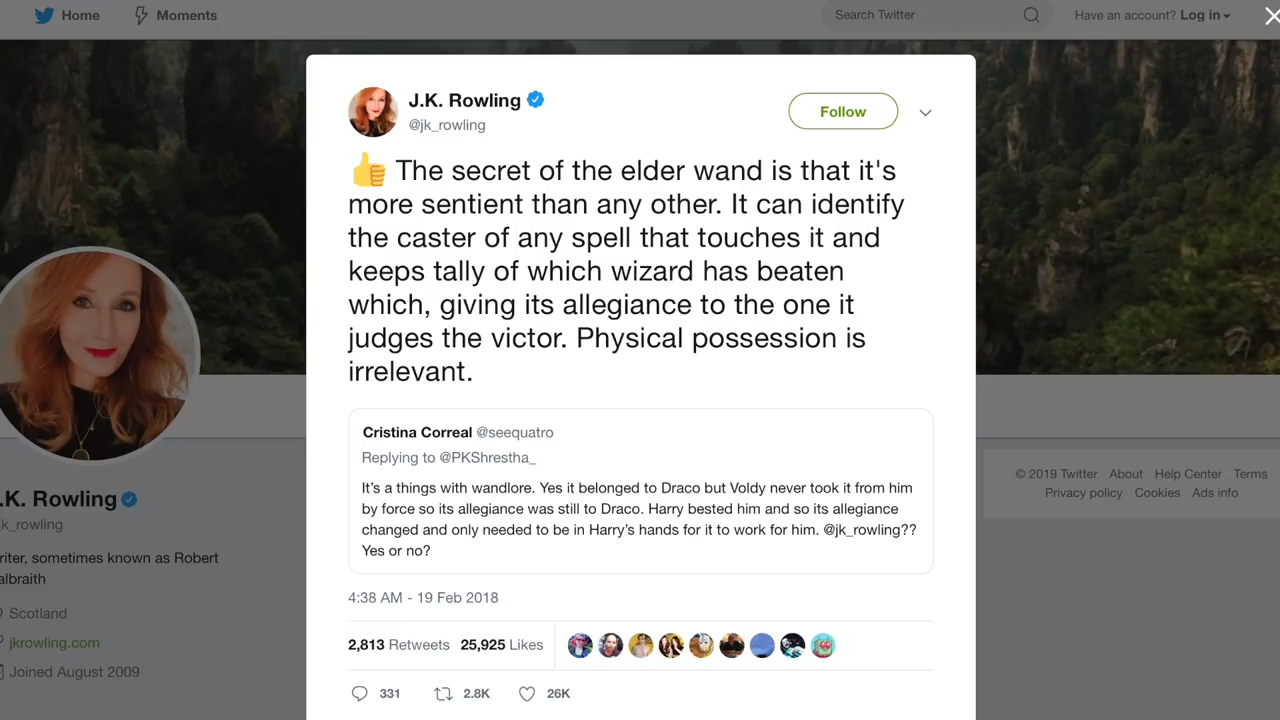 Home
Moments
Search Twitter
Have an account? Log in
J.K. Rowling
@jk_rowling
Follow
👍 The secret of the elder wand is that it's
more sentient than any other. It can identify
the caster of any spell that touches it and
keeps tally of which wizard has beaten
which, giving its allegiance to the one it
judges the victor. Physical possession is
irrelevant.
Cristina Correal @seequatro
Replying to @PKShrestha_
It's a things with wandlore. Yes it belonged to Draco but Voldy never took it from him
by force so its allegiance was still to Draco. Harry bested him and so its allegiance
changed and only needed to be in Harry's hands for it to work for him. @jk_rowling??
Yes or no?
4:38 AM - 19 Feb 2018
2,813 Retweets 25,925 Likes
331 2.8K 26K
.K. Rowling
k_rowling
riter, sometimes known as Robert
albraith
Scotland
jkrowling.com
Joined August 2009
© 2019 Twitter About Help Center Terms
Privacy policy Cookies Ads info